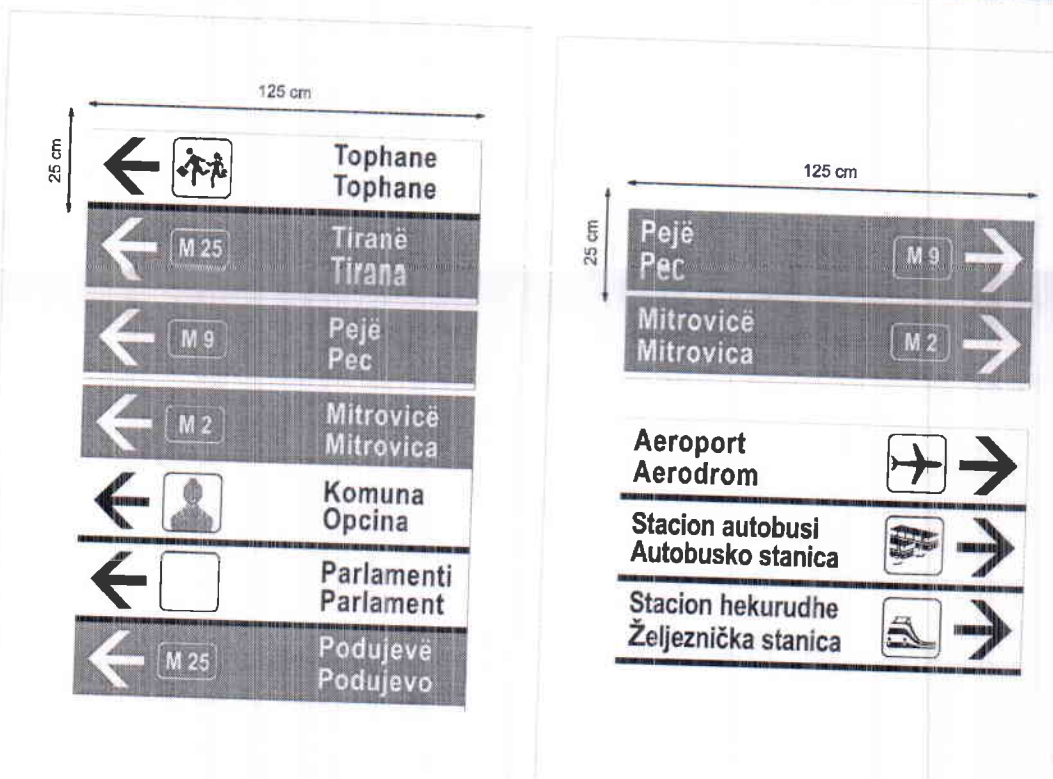 125 cm
25 cm
Tophane
Tophane
M 25
Tiranë
Tirana
M 9
Pejë
Pec
M 2
Mitrovicë
Mitrovica
Komuna
Opcina
Parlamenti
Parlament
M 25
Podujevë
Podujevo
125 cm
25 cm
Pejë
Pec
M 9
Mitrovicë
Mitrovica
M 2
Aeroport
Aerodrom
Stacion autobusi
Autobusko stanica
Stacion hekurudhe
Željeznička stanica